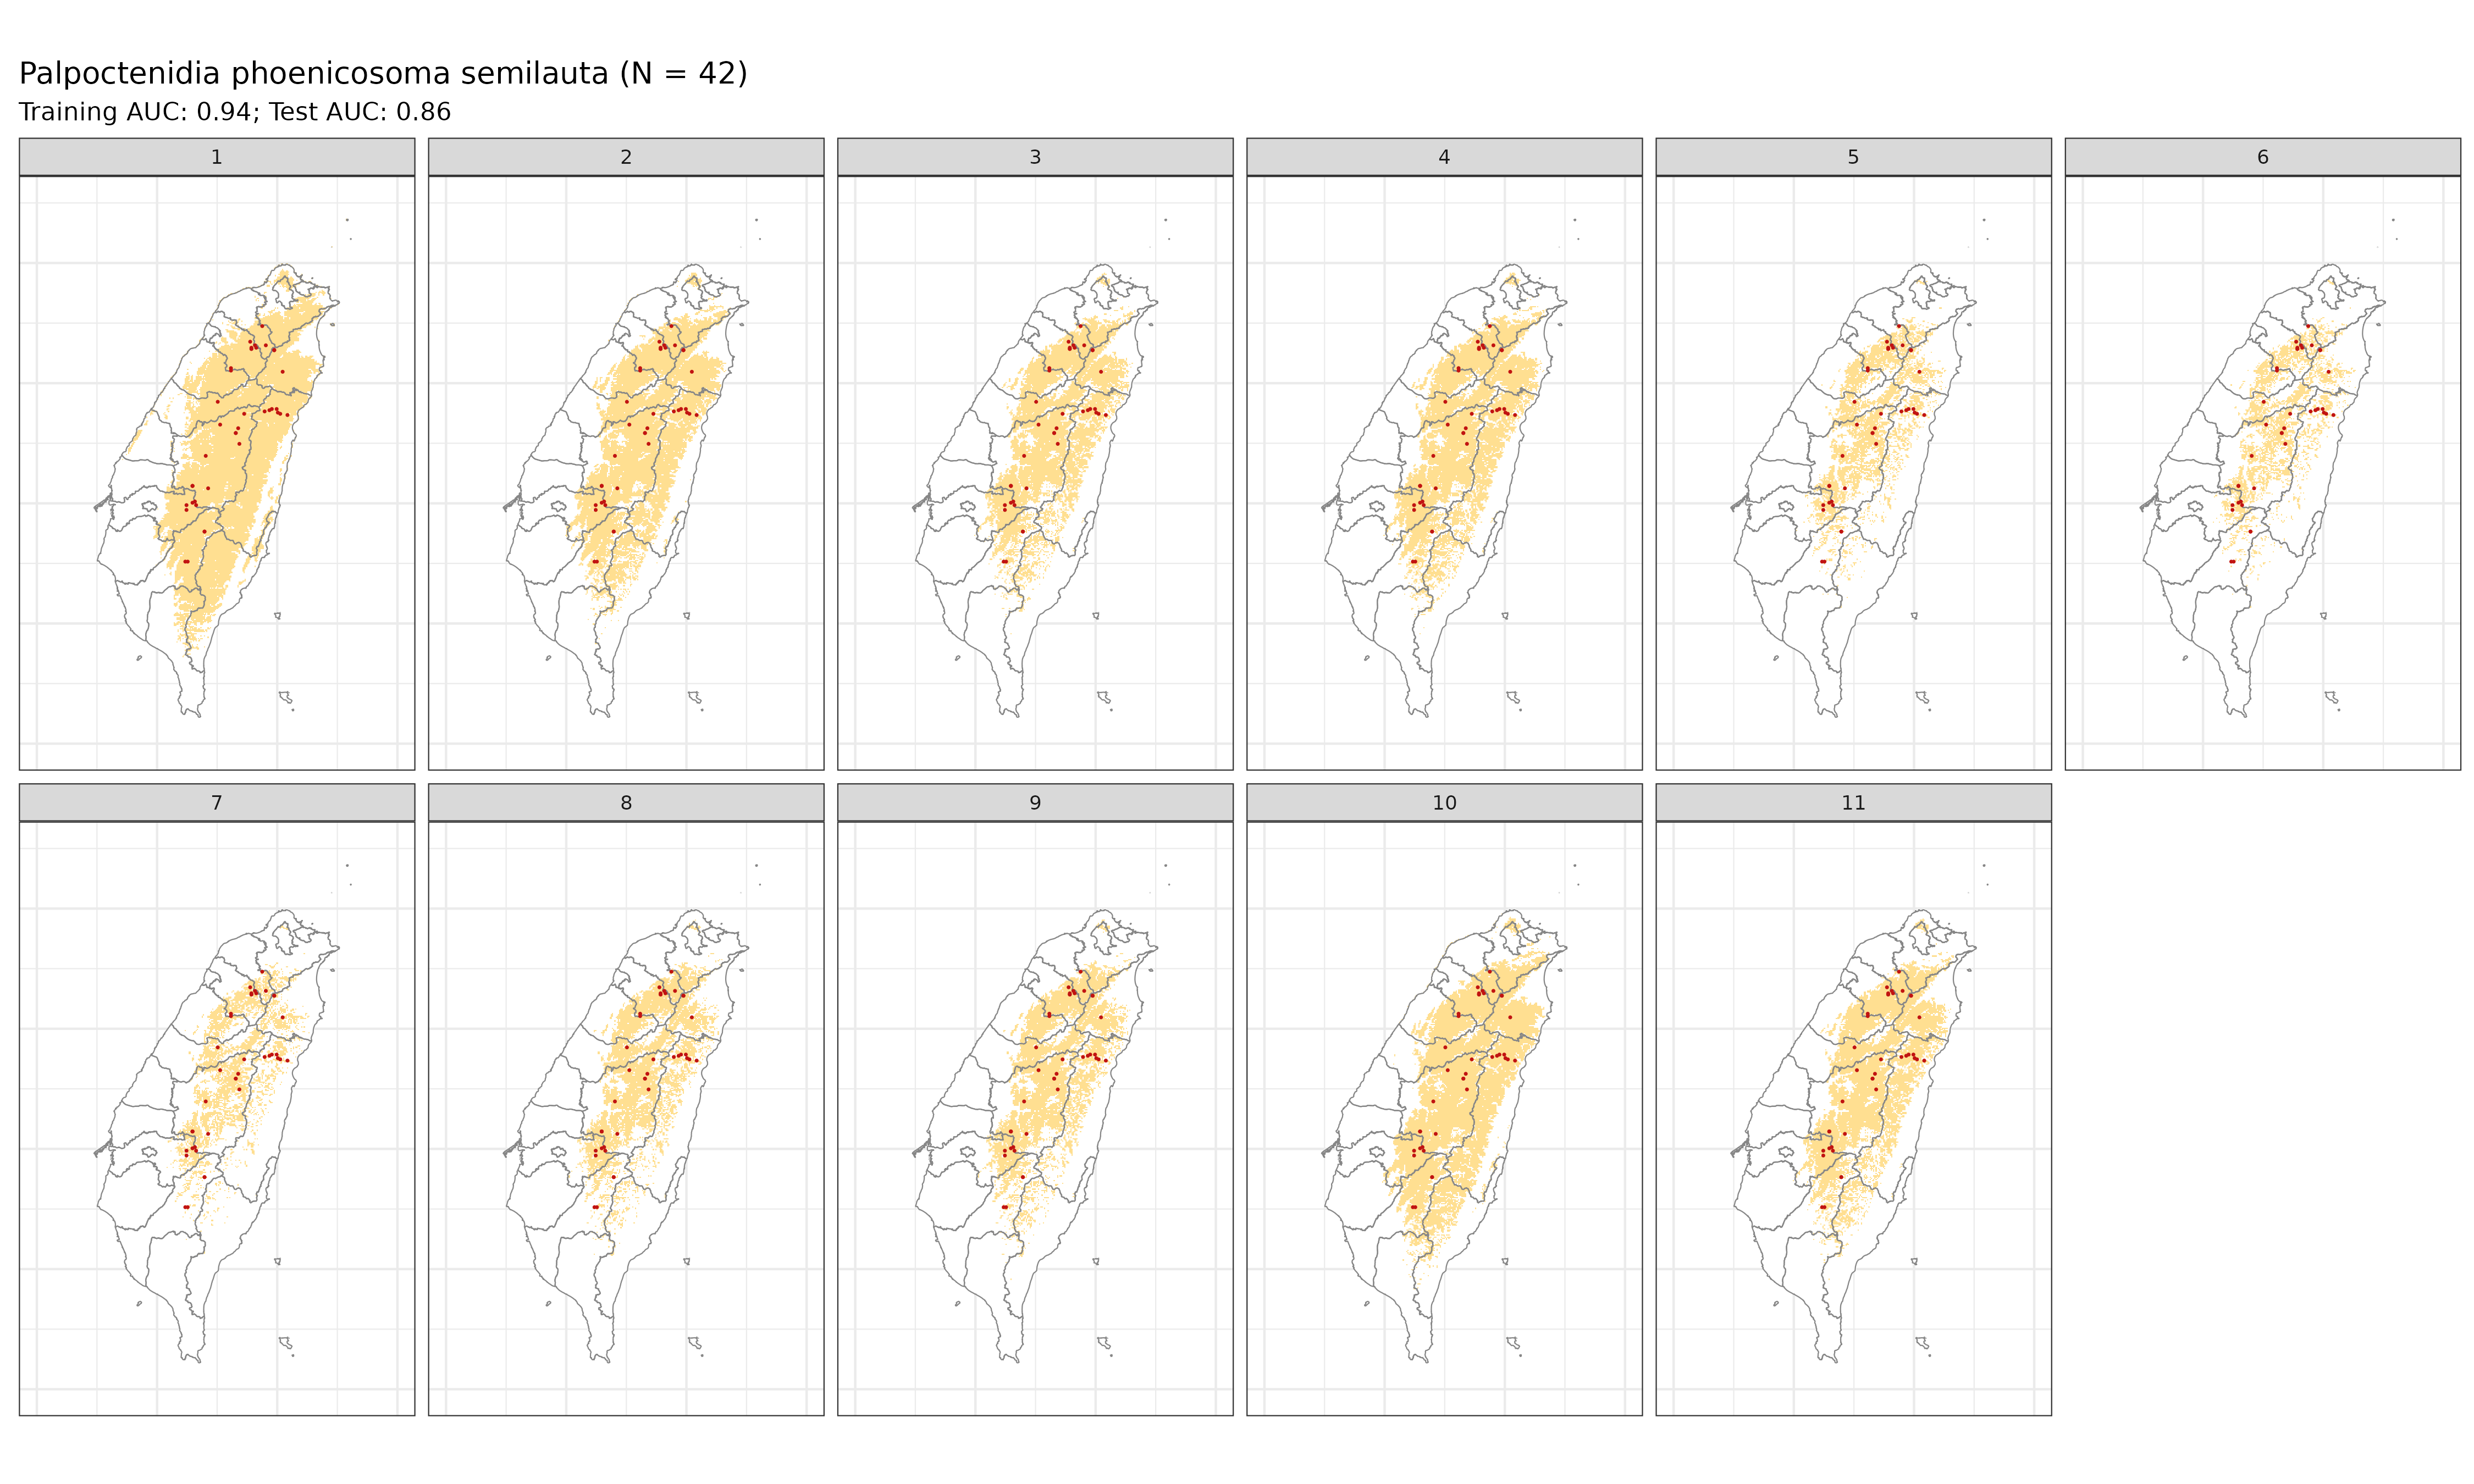 Palpoctenidia phoenicosoma semilauta (N = 42)
Training AUC: 0.94; Test AUC: 0.86
1 2 3 4 5 6
7 8 9 10 11